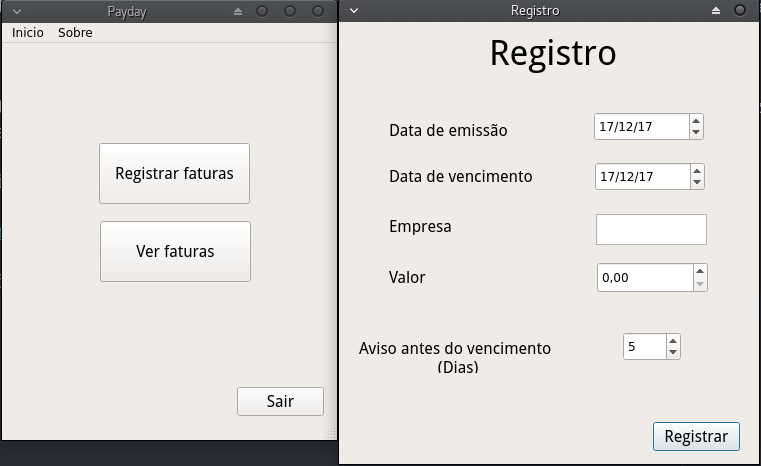 Payday
Inicio Sobre
Registrar faturas
Ver faturas
Sair
Registro
Registro
Data de emissão 17/12/17
Data de vencimento 17/12/17
Empresa
Valor 0,00
Aviso antes do vencimento 5
(Dias)
Registrar